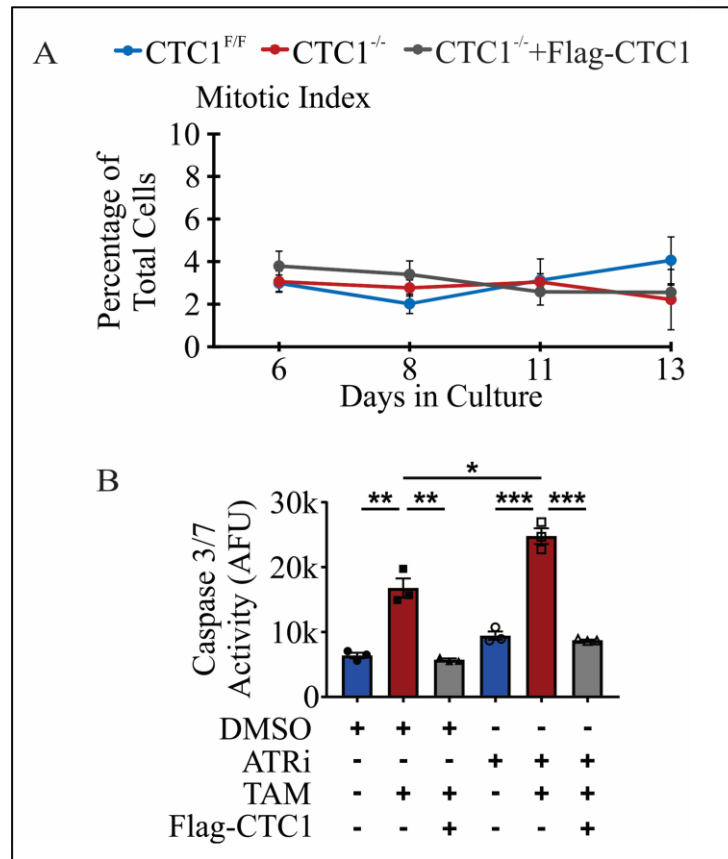 A
CTC1F/F CTC1-/- CTC1-/-+Flag-CTC1
Mitotic Index
Percentage of
Total Cells
10
8
6
4
2
0
6 8 11 13
Days in Culture
B
*
** ** *** ***
Caspase 3/7
Activity (AFU)
30k
20k
10k
0
DMSO + + + - - -
ATRi - - - + + +
TAM - + + - + +
Flag-CTC1 - - + - - +